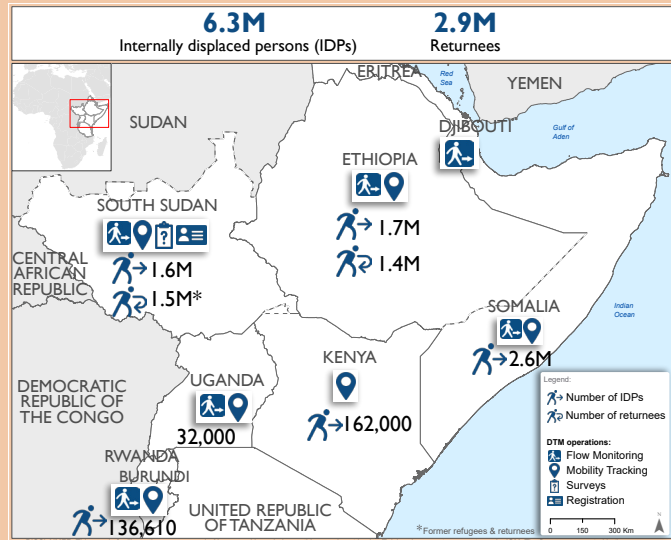 6.3M
Internally displaced persons (IDPs)
2.9M
Returnees
ERITREA
Red
Sea
YEMEN
SUDAN
DJIBOUTI
Gulf of
Aden
ETHIOPIA
1.7M
1.4M
SOUTH SUDAN
1.6M
1.5M*
CENTRAL
AFRICAN
REPUBLIC
SOMALIA
2.6M
Indian
Ocean
KENYA
162,000
UGANDA
32,000
DEMOCRATIC
REPUBLIC OF
THE CONGO
RWANDA
BURUNDI
136,610
UNITED REPUBLIC
OF TANZANIA
Legend:
Number of IDPs
Number of returnees
DTM operations:
Flow Monitoring
Mobility Tracking
Surveys
Registration
0 150 300 Km
N
*Former refugees & returnees